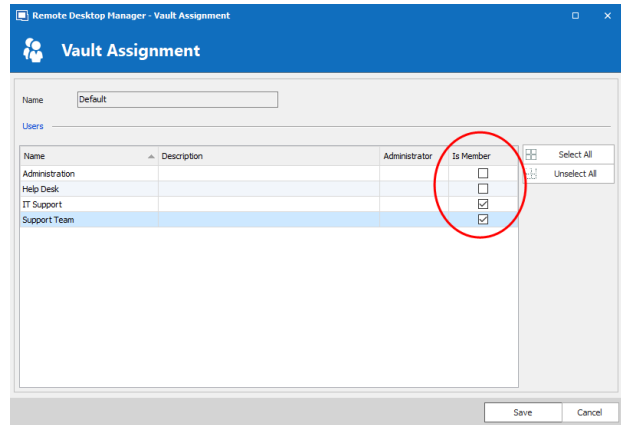 Remote Desktop Manager - Vault Assignment
Vault Assignment
Name Default
Users
Name Description Administrator Is Member
Select All
Administration
Unselect All
Help Desk
IT Support
Support Team
Save Cancel